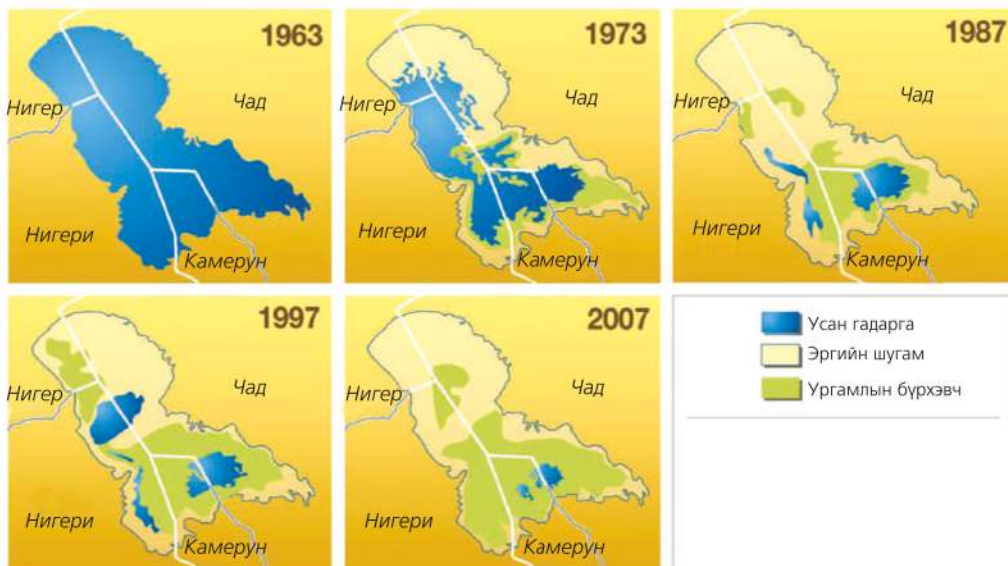 1963
Нигер
Чад
Нигери
Камерун
1973
Нигер
Чад
Нигери
Камерун
1987
Нигер
Чад
Нигери
Камерун
1997
Нигер
Чад
Нигери
Камерун
2007
Нигер
Чад
Нигери
Камерун
Усан гадарга
Эргийн шугам
Ургамлын бүрхэвч